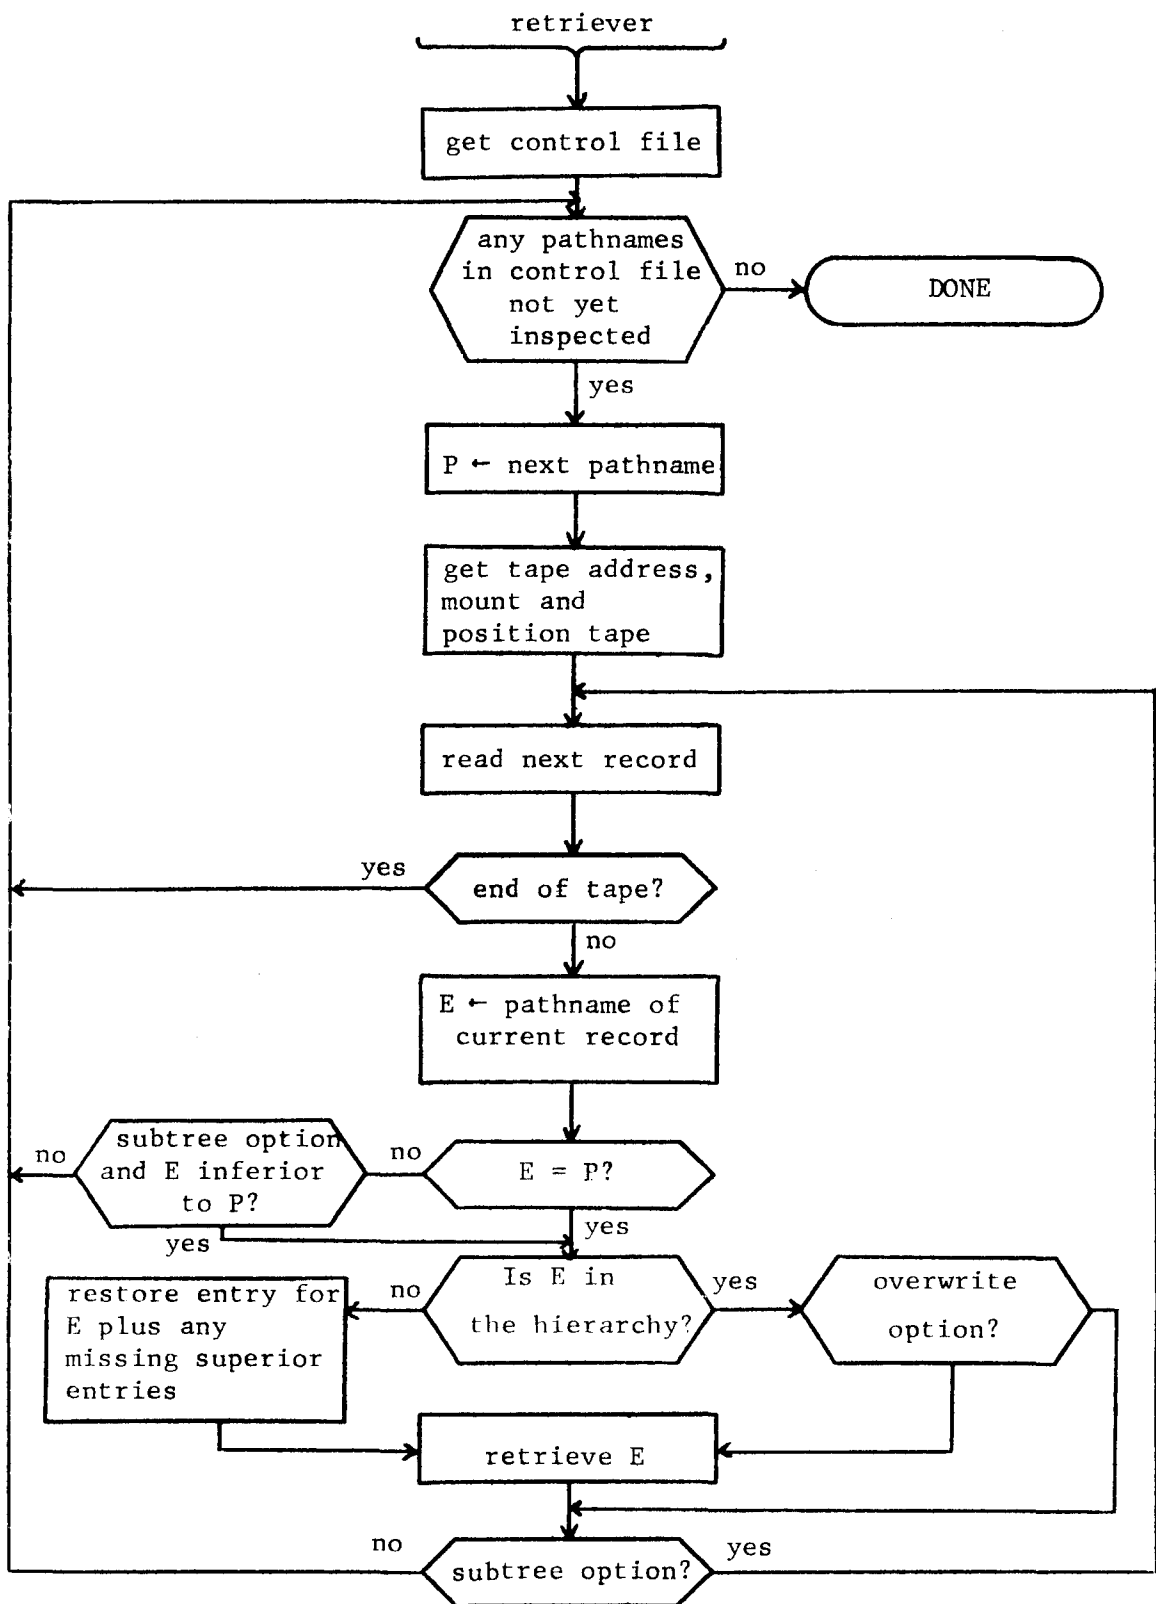 retriever
get control file
any pathnames
in control file
not yet
inspected
no
DONE
yes
P ← next pathname
get tape address,
mount and
position tape
read next record
yes
end of tape?
no
E ← pathname of
current record
no
subtree option
and E inferior
to P?
no
E = P?
yes
yes
restore entry for
E plus any
missing superior
entries
no
Is E in
the hierarchy?
yes
overwrite
option?
retrieve E
no
subtree option?
yes